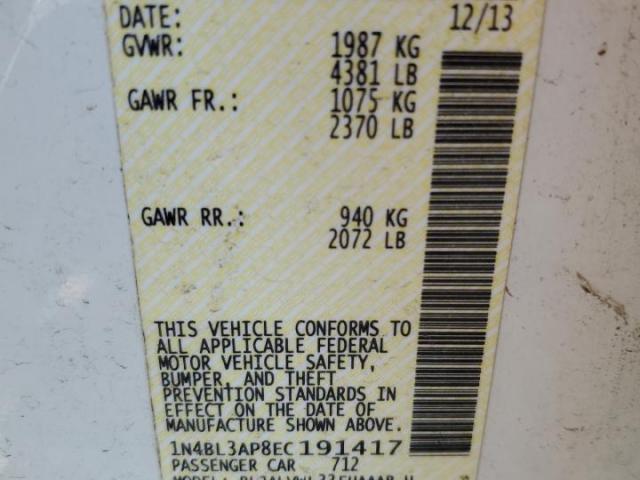 DATE: 12/13
GVWR: 1987 KG
4381 LB
GAWR FR.: 1075 KG
2370 LB
GAWR RR.: 940 KG
2072 LB
THIS VEHICLE CONFORMS TO
ALL APPLICABLE FEDERAL
MOTOR VEHICLE SAFETY,
BUMPER, AND THEFT
PREVENTION STANDARDS IN
EFFECT ON THE DATE OF
MANUFACTURE SHOWN ABOVE.
1N4BL3AP8EC191417
PASSENGER CAR 712